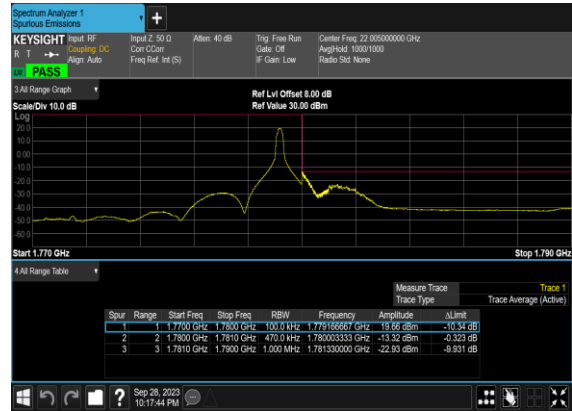 Spectrum Analyzer 1
Spurious Emissions
KEYSIGHT Input: RF Input Z: 50 Ω Atten: 40 dB Trig: Free Run Center Freq: 22.005000000 GHz
R T Coupling: DC Corr CCorr Gate: Off Avg|Hold: 1000/1000
Align: Auto Freq Ref: Int (S) IF Gain: Low Radio Std: None
PASS
3 All Range Graph
Ref Lvl Offset 8.00 dB
Scale/Div 10.0 dB Ref Value 30.00 dBm
Log
20.0
10.0
0.00
-10.0
-20.0
-30.0
-40.0
-50.0
-60.0
Start 1.770 GHz Stop 1.790 GHz
4 All Range Table
Measure Trace Trace 1
Trace Type Trace Average (Active)
Spur Range Start Freq Stop Freq RBW Frequency Amplitude ΔLimit
1 1 1.7700 GHz 1.7800 GHz 100.0 kHz 1.779166667 GHz 19.66 dBm -10.34 dB
2 2 1.7800 GHz 1.7810 GHz 470.0 kHz 1.780003333 GHz -13.32 dBm -0.323 dB
3 3 1.7810 GHz 1.7900 GHz 1.000 MHz 1.781330000 GHz -22.93 dBm -9.931 dB
Sep 28, 2023
10:17:44 PM